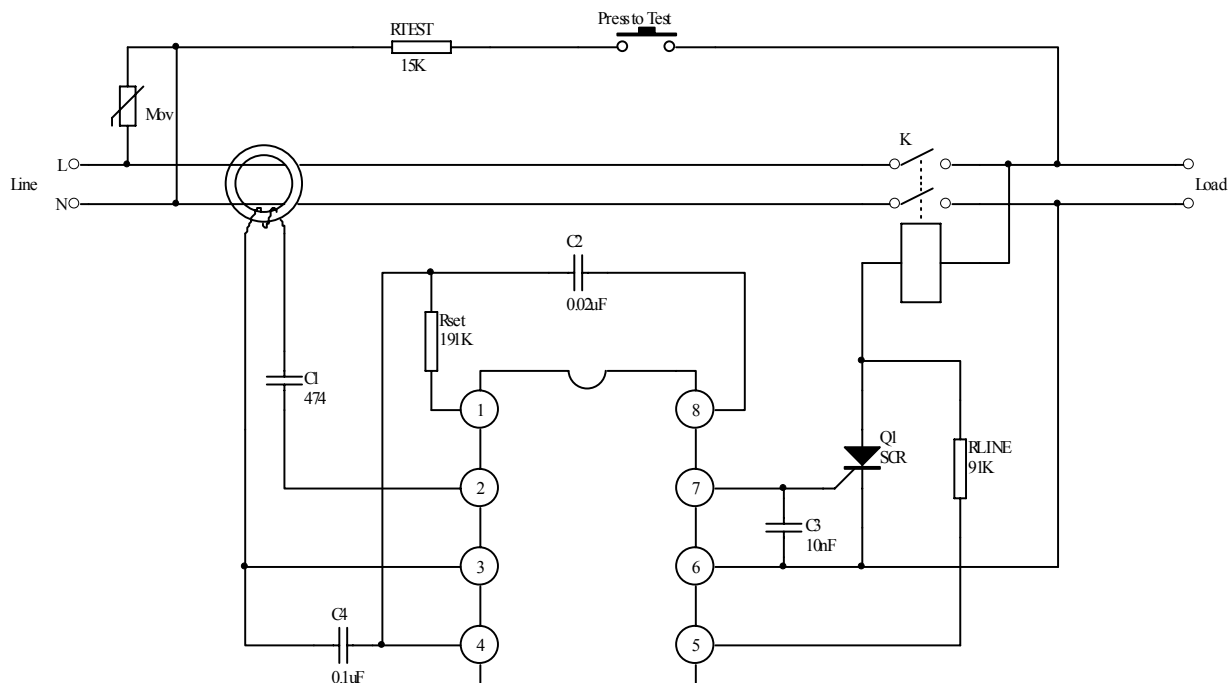 Press to Test
RTEST
15K
Mov
K
L
Line
Load
N
C2
0.02uF
Rset
191K
C1
474
1
8
Q1
SCR
RLINE
91K
2
7
C3
10nF
3
6
C4
4
5
0.1uF